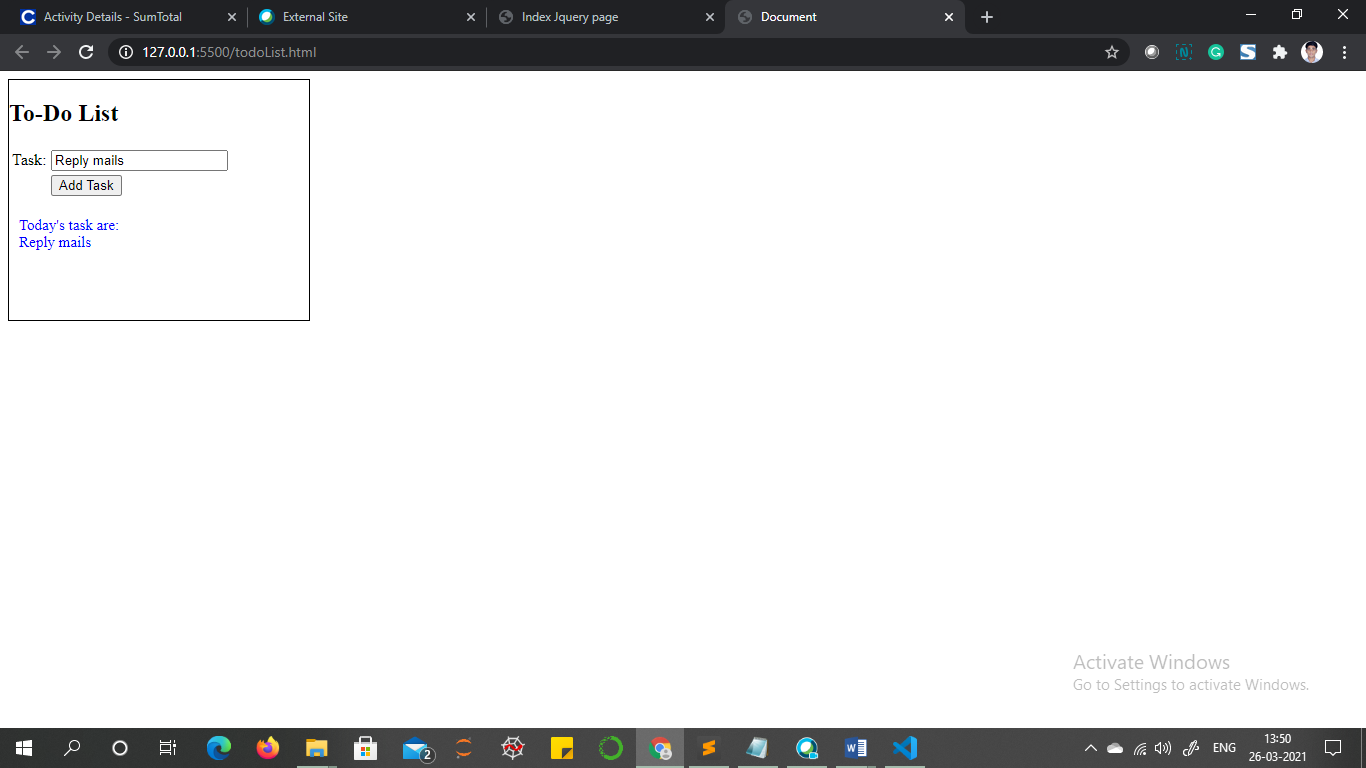 Activity Details - SumTotal
External Site
Index Jquery page
Document
127.0.0.1:5500/todoList.html
To-Do List
Task: Reply mails
Add Task
Today's task are:
Reply mails
Activate Windows
Go to Settings to activate Windows.
2
ENG
13:50
26-03-2021